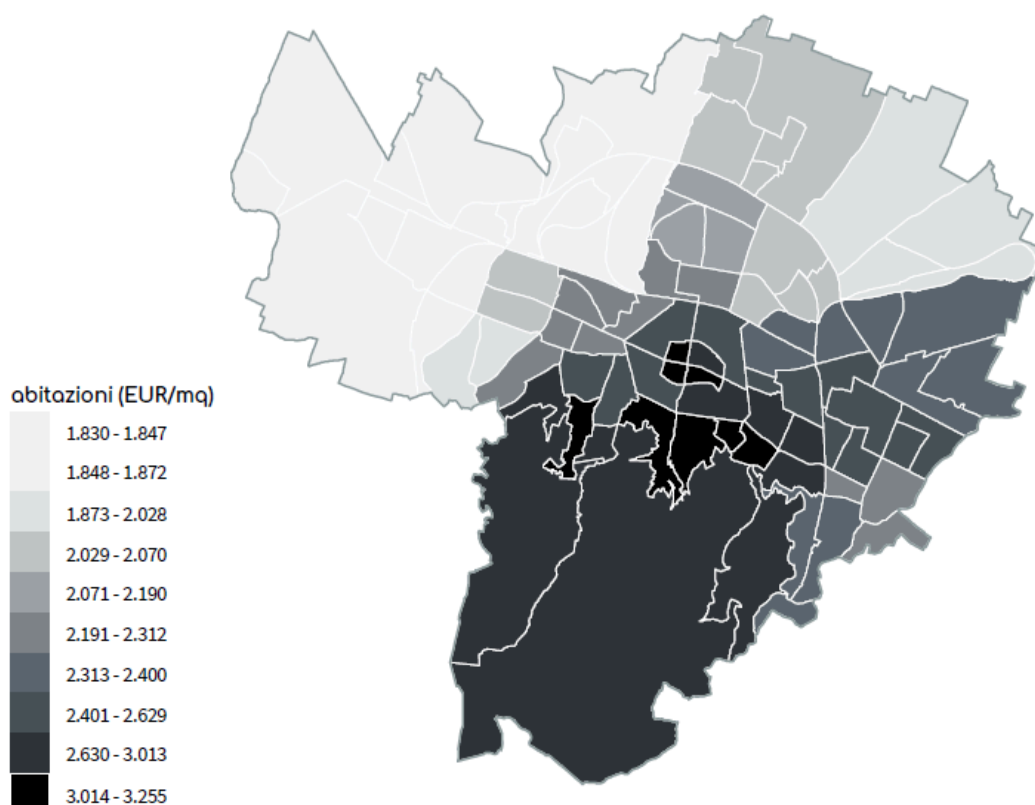 abitazioni (EUR/mq)
1.830 - 1.847
1.848 - 1.872
1.873 - 2.028
2.029 - 2.070
2.071 - 2.190
2.191 - 2.312
2.313 - 2.400
2.401 - 2.629
2.630 - 3.013
3.014 - 3.255